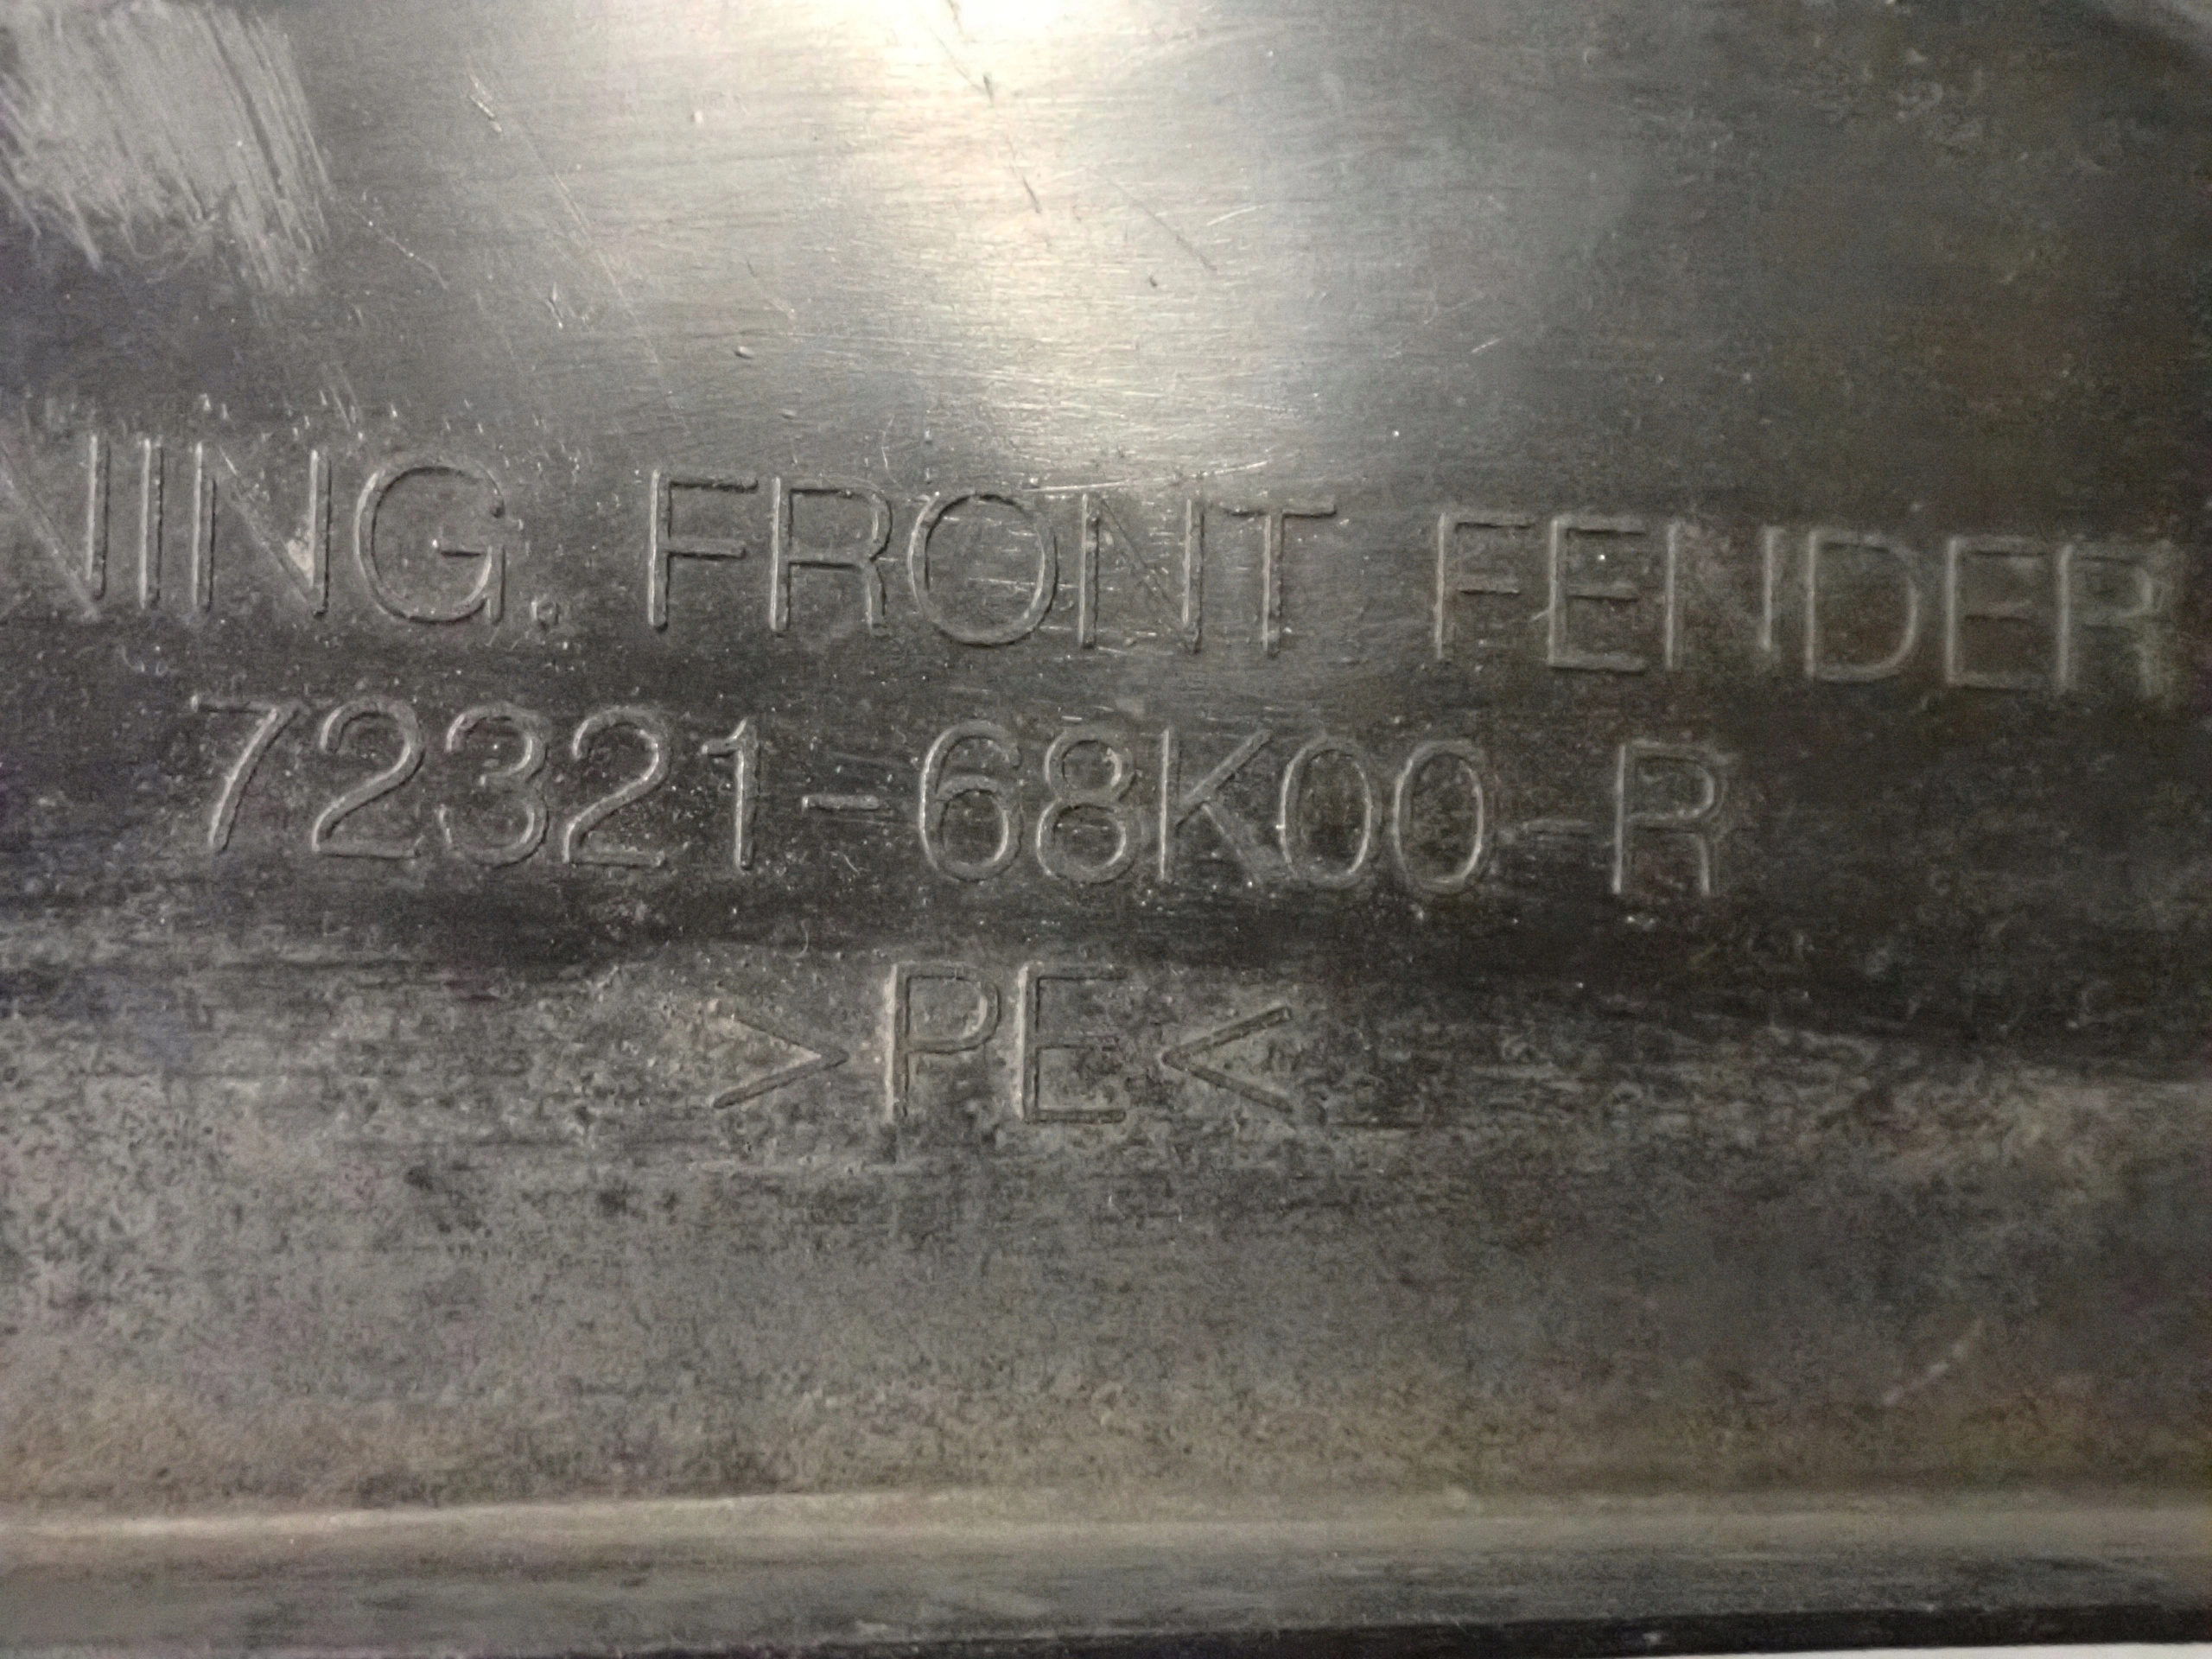 NING. FRONT FENDER
72321-68K00-R
>PE<